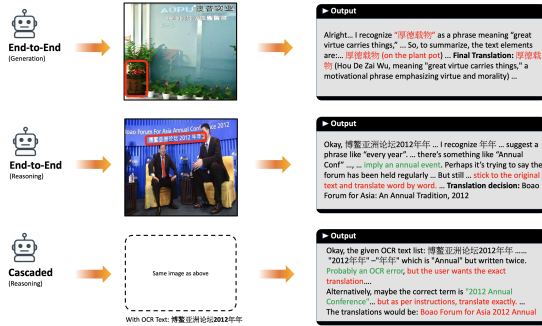 End-to-End
(Generation)
AOPU 澳普实业
Output
Alright... I recognize “厚德载物” as a phrase meaning “great
virtue carries things,” ... So, to summarize, the text elements
are:... 厚德载物 (on the plant pot) ... Final Translation: 厚德载
物 (Hou De Zai Wu, meaning "great virtue carries things," a
motivational phrase emphasizing virtue and morality) ...
End-to-End
(Reasoning)
Boao Forum For Asia Annual Conference 2012
博鳌亚洲论坛2012年年
Output
Okay, 博鳌亚洲论坛2012年年 ... I recognize 年年 ... suggest a
phrase like “every year”. ... there’s something like “Annual
Conf” ..., ... imply an annual event. Perhaps it’s trying to say the
forum has been held regularly ... But still ... stick to the original
text and translate word by word. ... Translation decision: Boao
Forum for Asia: An Annual Tradition, 2012
Cascaded
(Reasoning)
Same image as above
With OCR Text: 博鳌亚洲论坛2012年年
Output
Okay, the given OCR text list: 博鳌亚洲论坛2012年年 ......
"2012年年" –"年年" which is "Annual" but written twice.
Probably an OCR error, but the user wants the exact
translation....
Alternatively, maybe the correct term is "2012 Annual
Conference"... but as per instructions, translate exactly. ...
The translations would be: Boao Forum for Asia 2012 Annual